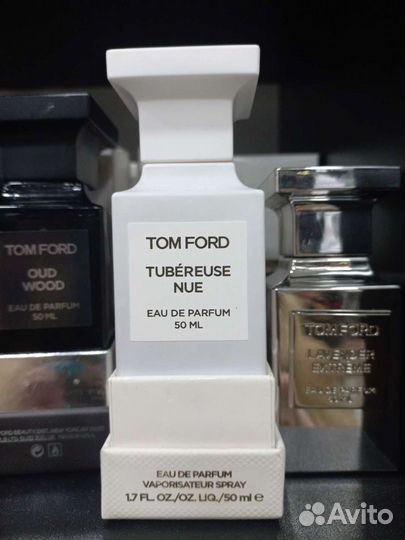 TOM FORD
OUD
WOOD
EAU DE PARFUM
50 ML
TOM FORD
TUBÉREUSE
NUE
EAU DE PARFUM
50 ML
EAU DE PARFUM
VAPORISATEUR SPRAY
1.7 FL. OZ./OZ. LIQ./50 ml e
TOM FORD
LAVENDER
EXTRÊME
EAU DE PARFUM
Avito